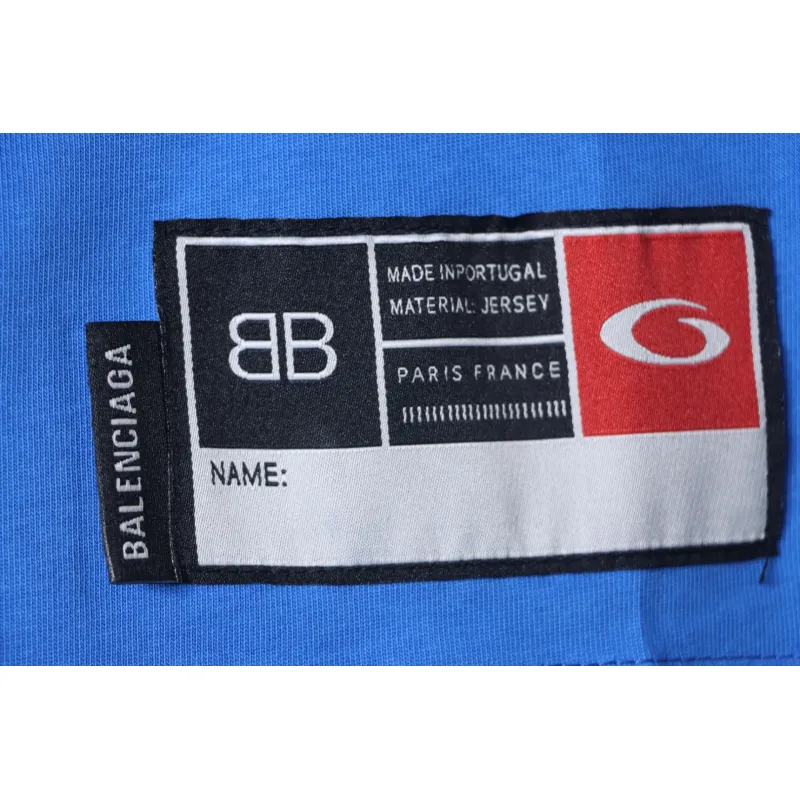 BALENCIAGA
BB
MADE INPORTUGAL
MATERIAL: JERSEY
PARIS FRANCE
G
NAME: